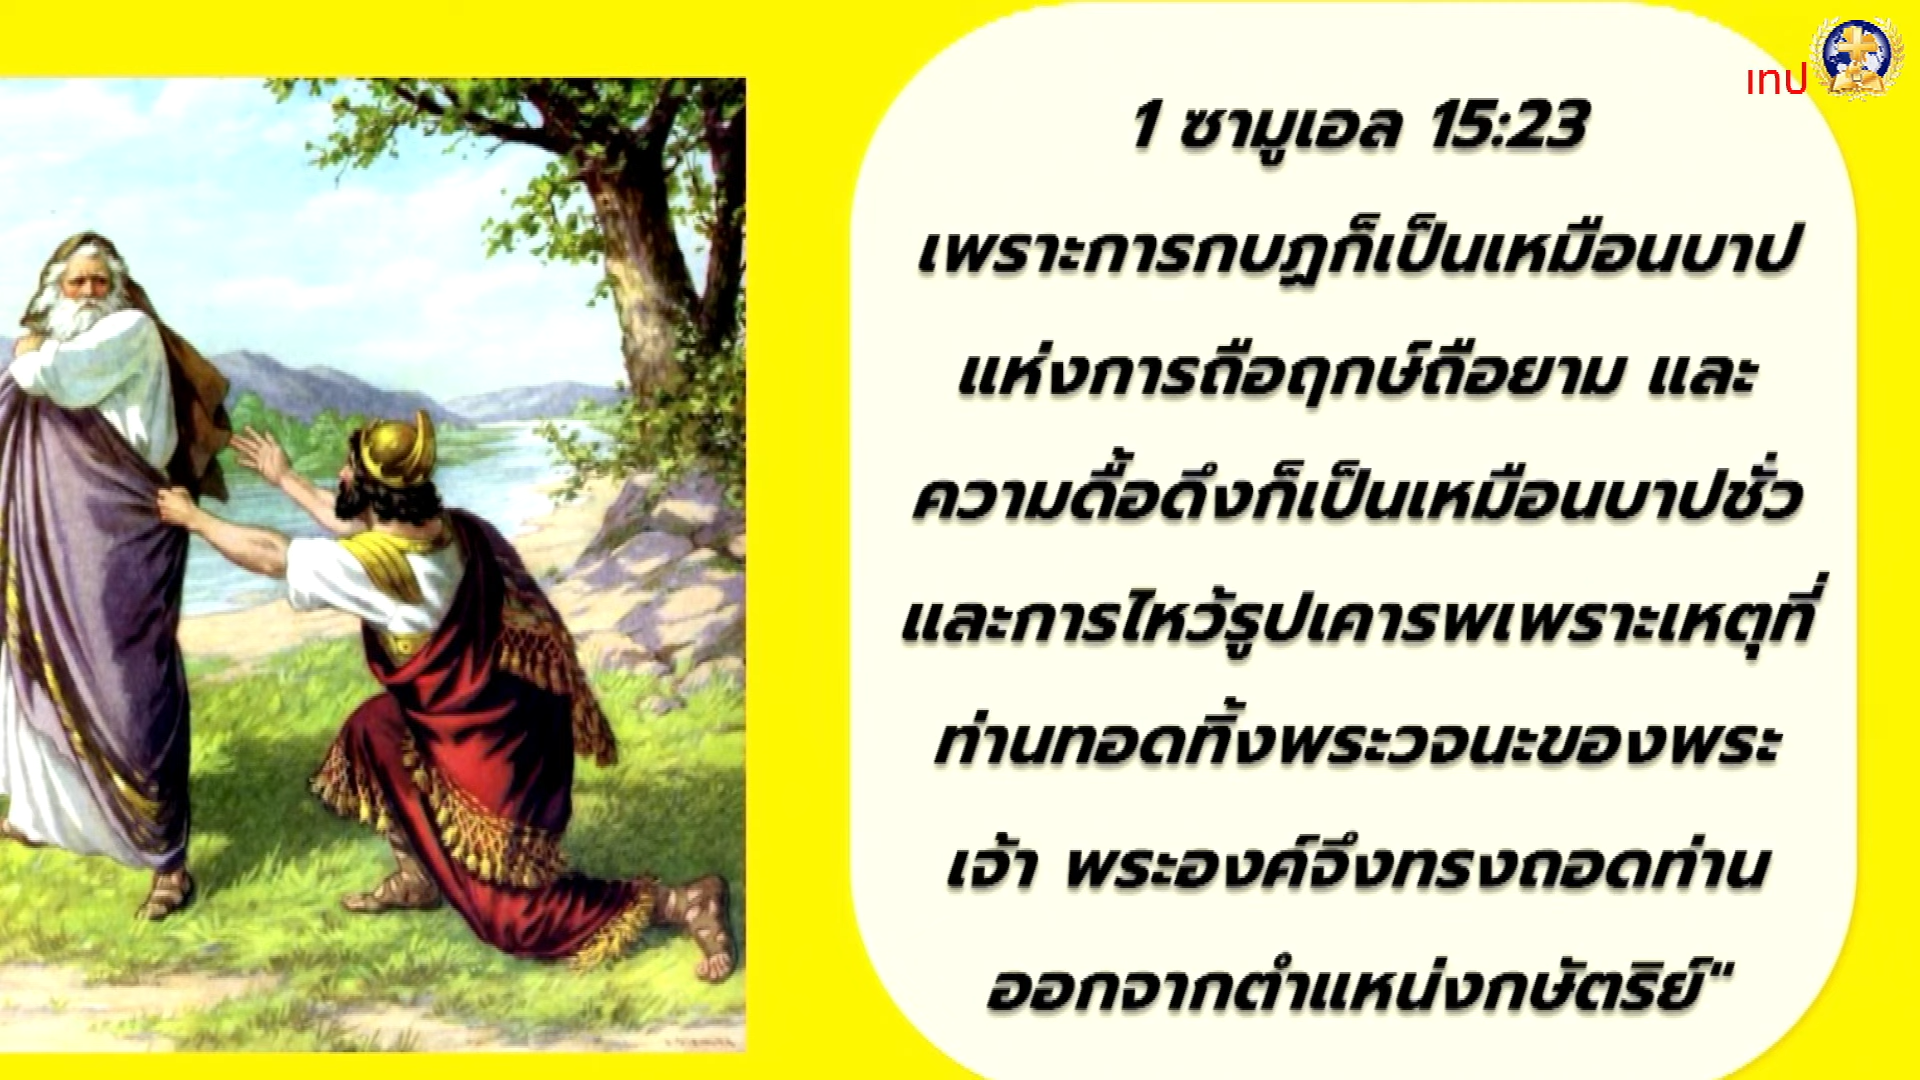 เทป
1 ซามูเอล 15:23
เพราะการกบฏก็เป็นเหมือนบาป
แห่งการถือฤกษ์ถือยาม และ
ความดื้อดึงก็เป็นเหมือนบาปชั่ว
และการไหว้รูปเคารพเพราะเหตุที่
ท่านทอดทิ้งพระวจนะของพระ
เจ้า พระองค์จึงทรงถอดท่าน
ออกจากตำแหน่งกษัตริย์"